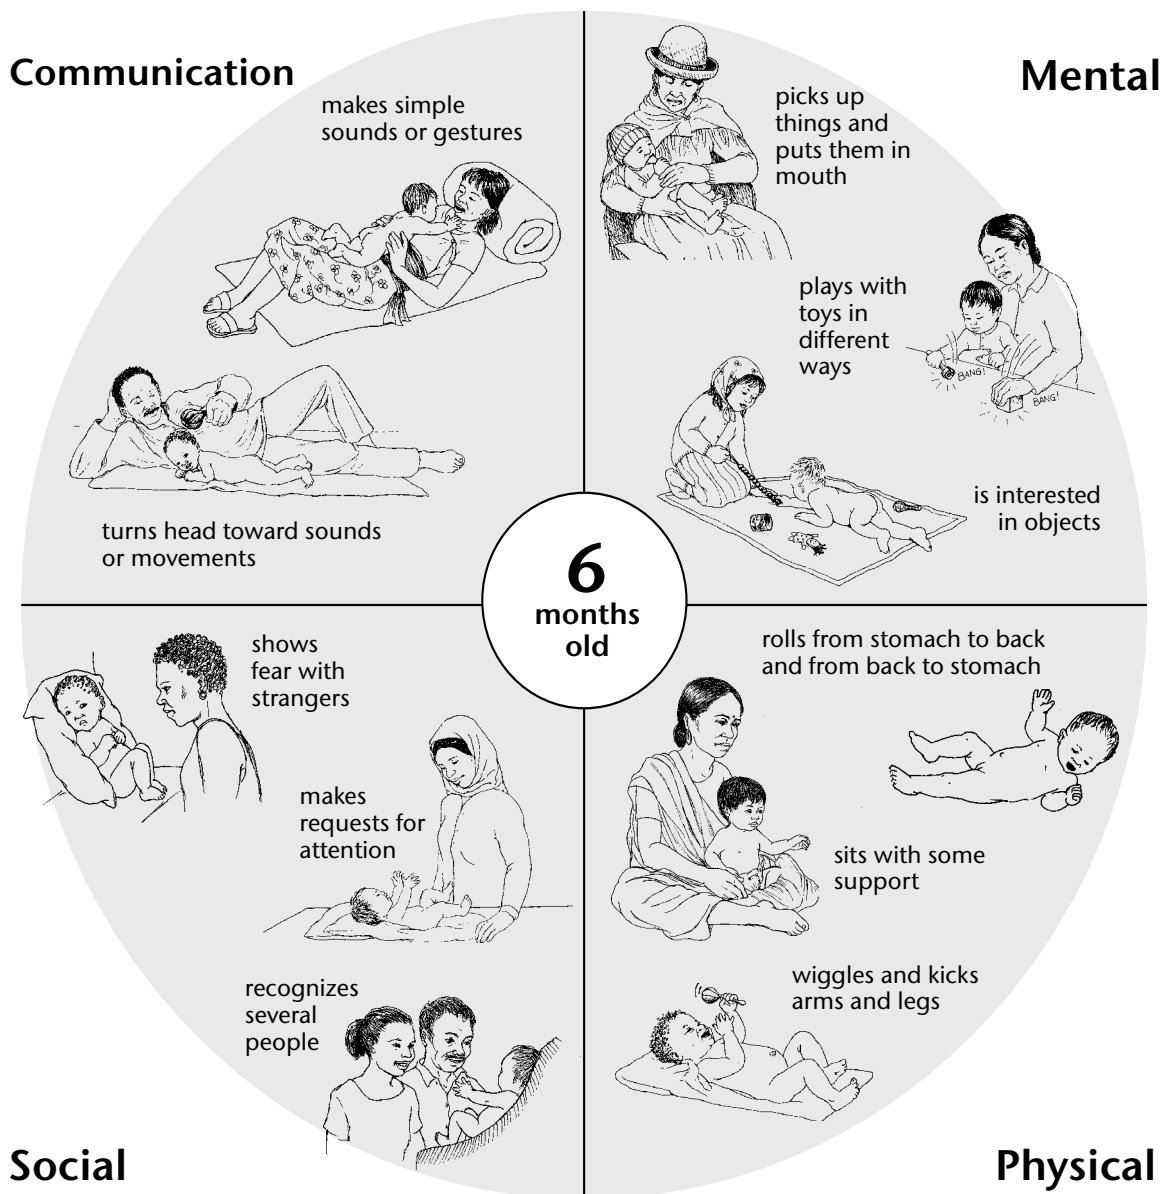 Communication
makes simple
sounds or gestures
turns head toward sounds
or movements
Mental
picks up
things and
puts them in
mouth
plays with
toys in
different
ways
BANG!
BANG!
is interested
in objects
6
months
old
shows
fear with
strangers
makes
requests for
attention
recognizes
several
people
Social
rolls from stomach to back
and from back to stomach
sits with some
support
wiggles and kicks
arms and legs
Physical